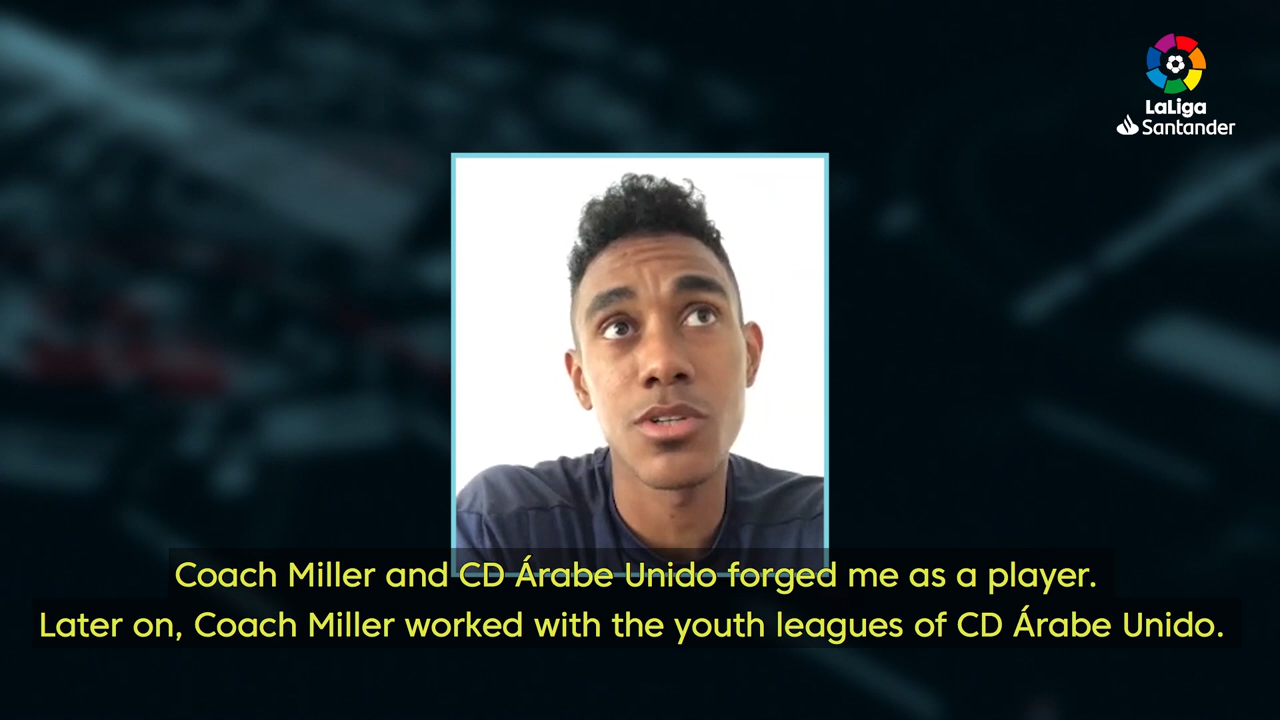 LaLiga
Santander
Coach Miller and CD Árabe Unido forged me as a player.
Later on, Coach Miller worked with the youth leagues of CD Árabe Unido.